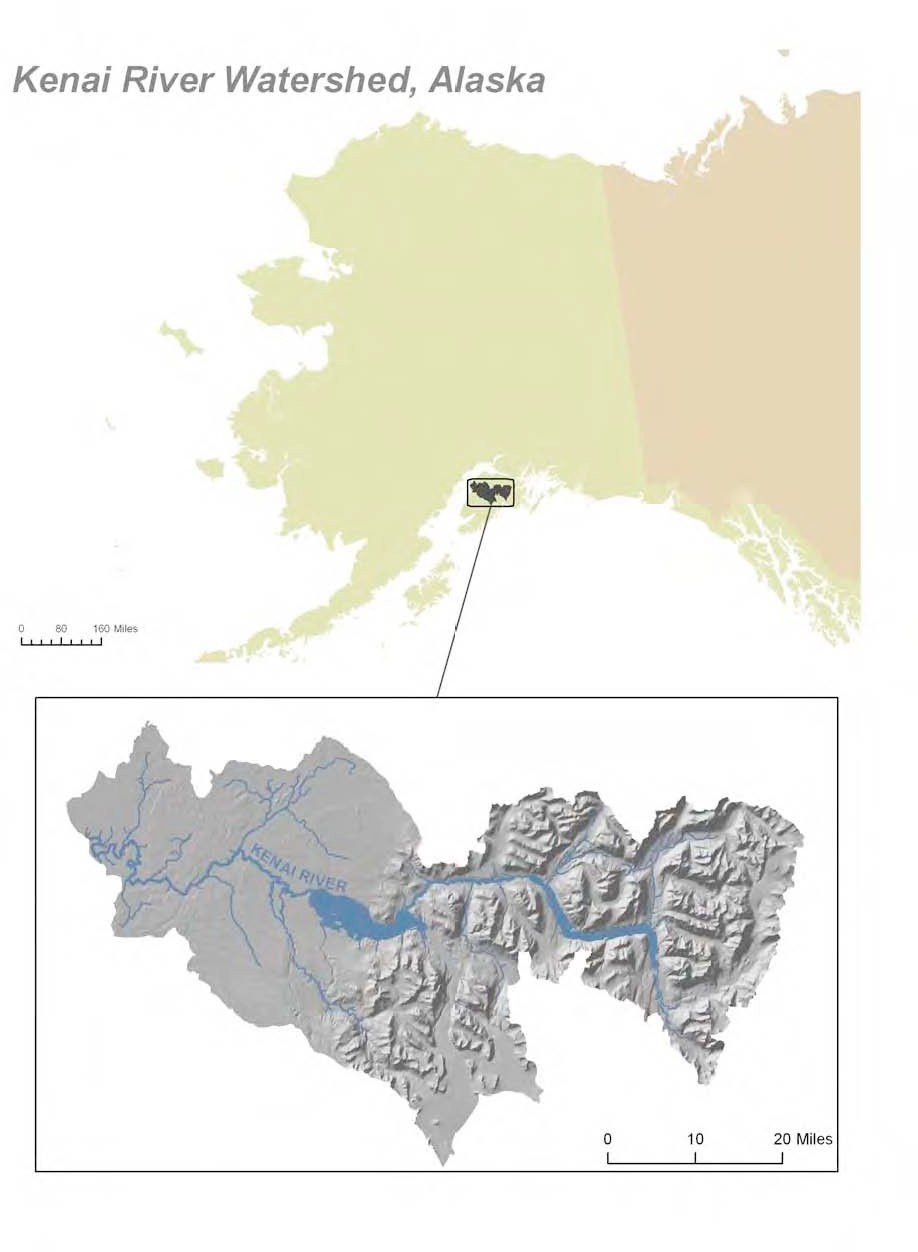 Kenai River Watershed, Alaska
0 80 160 Miles
KENAI RIVER
0 10 20 Miles